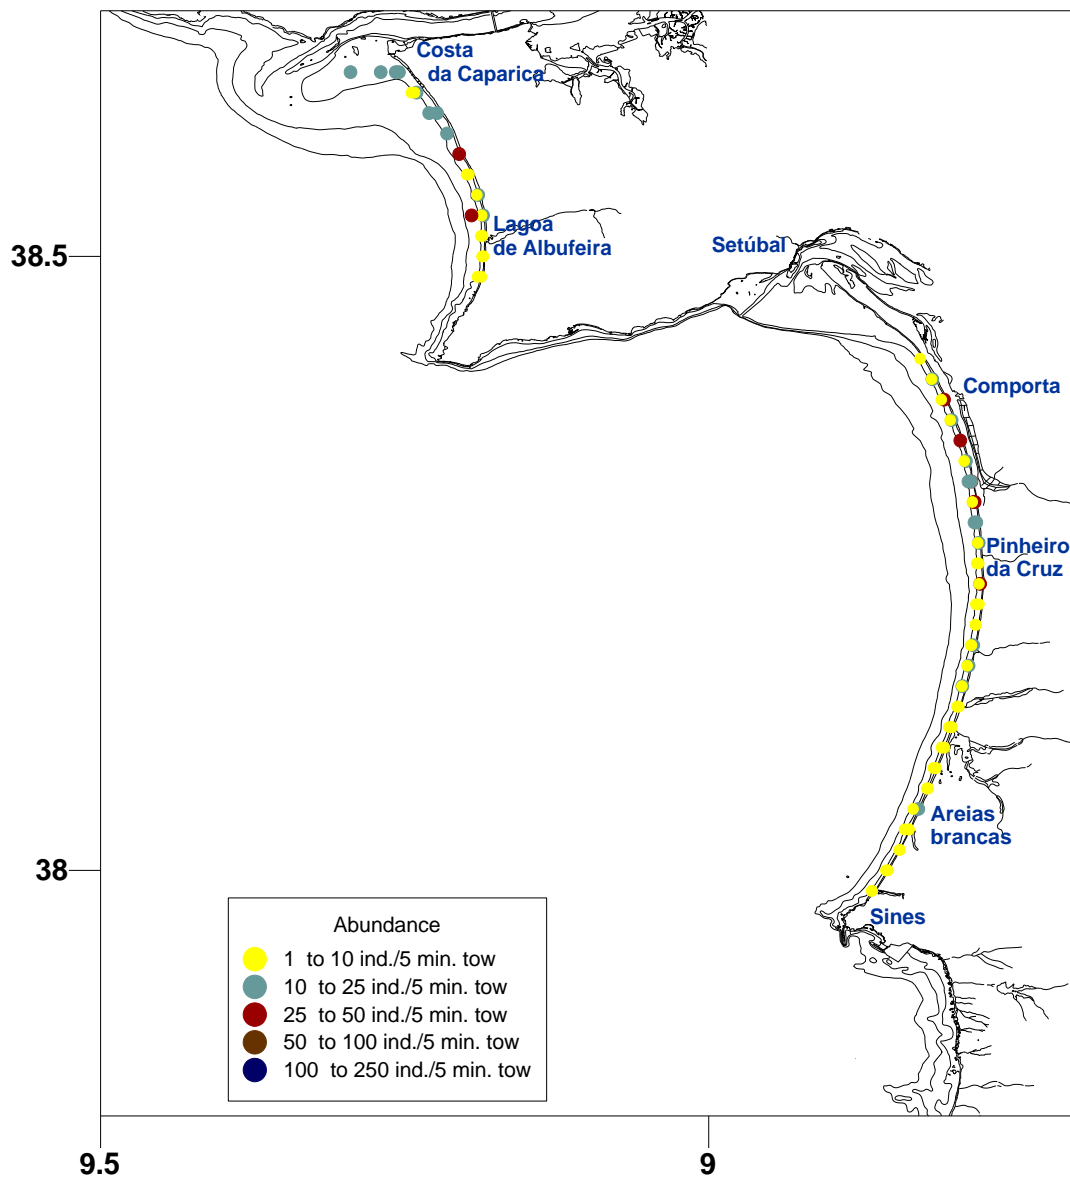 Costa
da Caparica
Lagoa
de Albufeira
Setúbal
38.5
Comporta
Pinheiro
da Cruz
Areias
brancas
38
Sines
Abundance
1 to 10 ind./5 min. tow
10 to 25 ind./5 min. tow
25 to 50 ind./5 min. tow
50 to 100 ind./5 min. tow
100 to 250 ind./5 min. tow
9.5
9